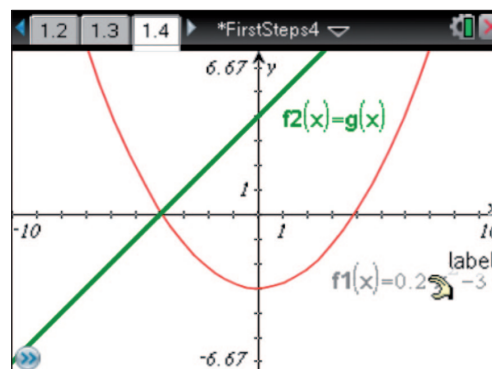 1.2 1.3 1.4 *FirstSteps4
6.67 y
f2(x)=g(x)
1
-10 1 10
label
f1(x)=0.2 -3
-6.67